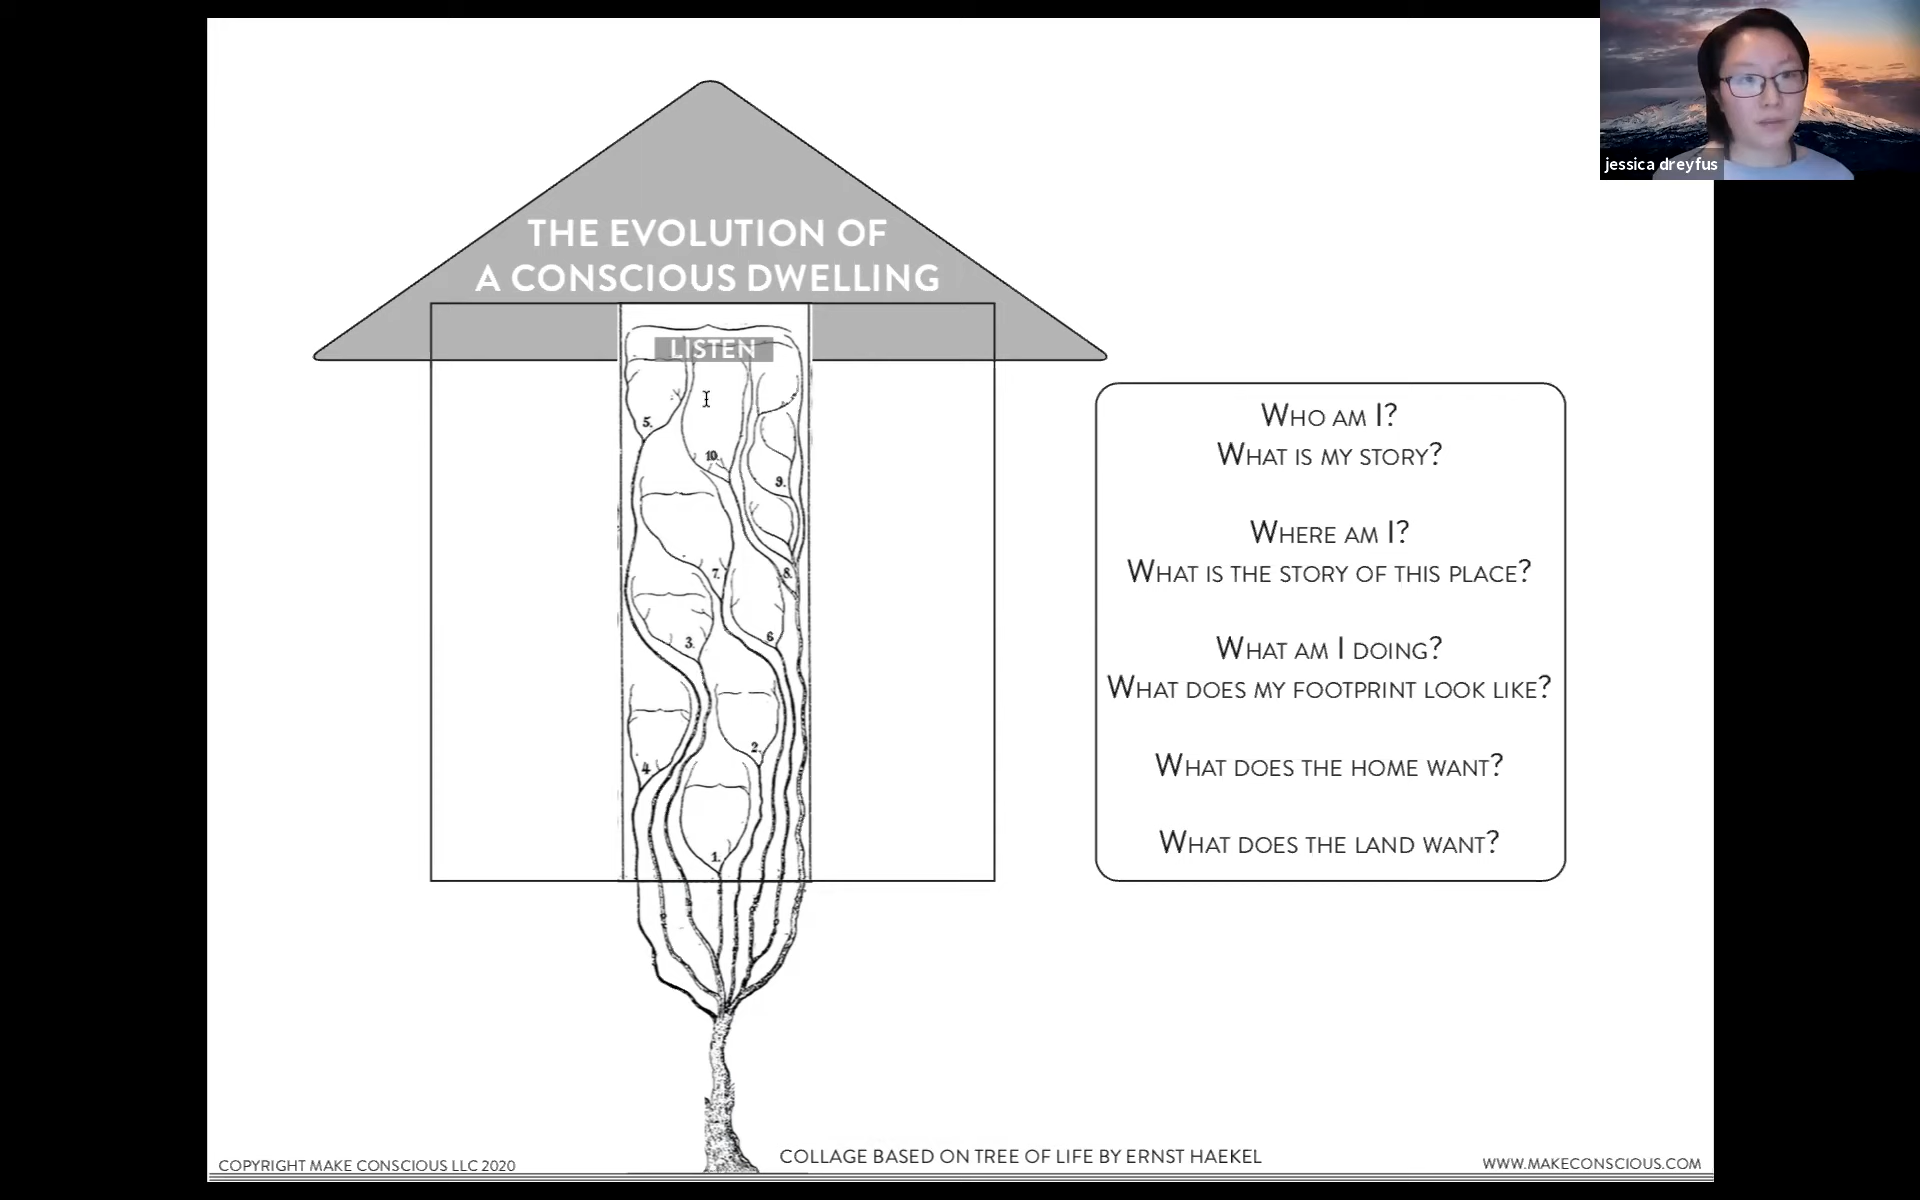 jessica dreyfus
THE EVOLUTION OF
A CONSCIOUS DWELLING
LISTEN
5.
10.
9.
7.
8.
3.
6
2.
4
1.
WHO AM I?
WHAT IS MY STORY?
WHERE AM I?
WHAT IS THE STORY OF THIS PLACE?
WHAT AM I DOING?
WHAT DOES MY FOOTPRINT LOOK LIKE?
WHAT DOES THE HOME WANT?
WHAT DOES THE LAND WANT?
COPYRIGHT MAKE CONSCIOUS LLC 2020
COLLAGE BASED ON TREE OF LIFE BY ERNST HAEKEL
WWW.MAKECONSCIOUS.COM